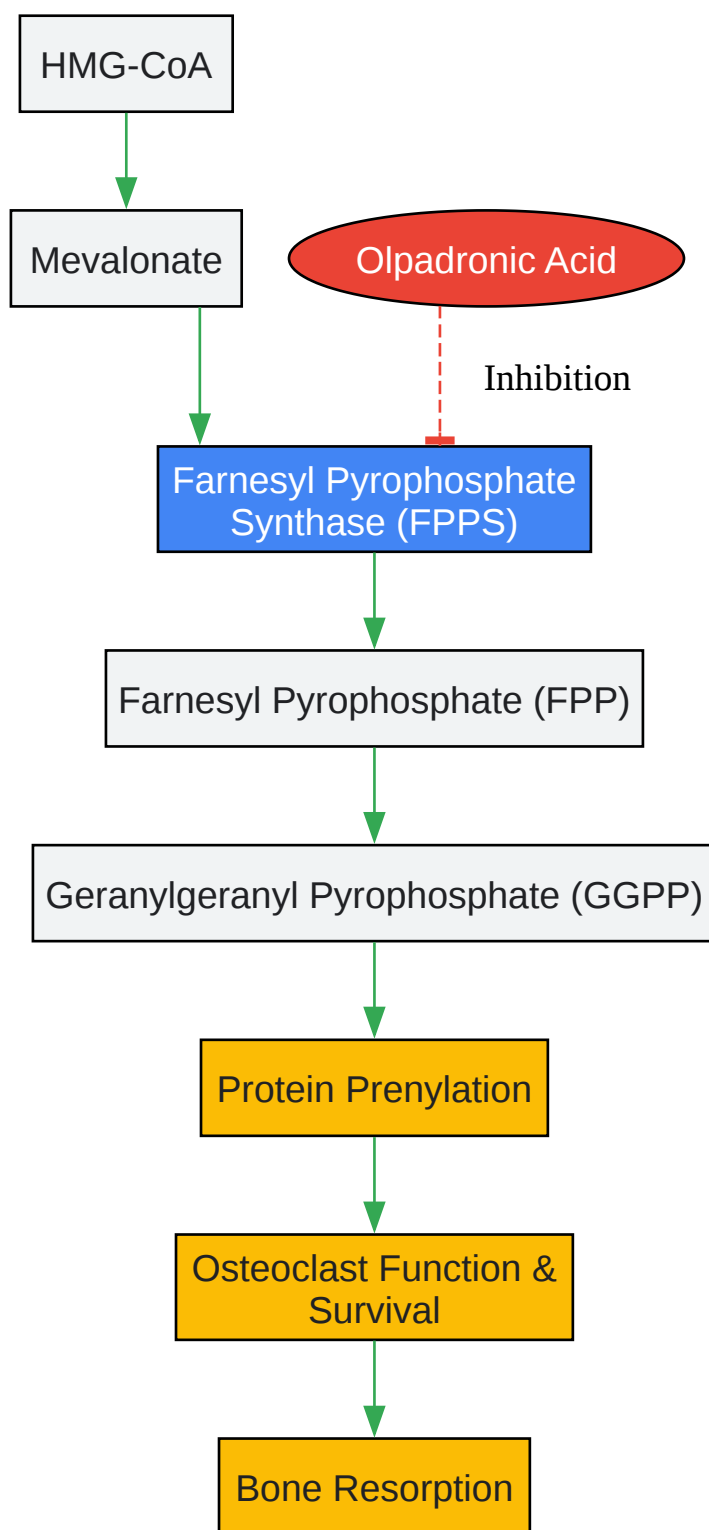 HMG-CoA
Mevalonate
Olpadronic Acid
Inhibition
Farnesyl Pyrophosphate
Synthase (FPPS)
Farnesyl Pyrophosphate (FPP)
Geranylgeranyl Pyrophosphate (GGPP)
Protein Prenylation
Osteoclast Function &
Survival
Bone Resorption